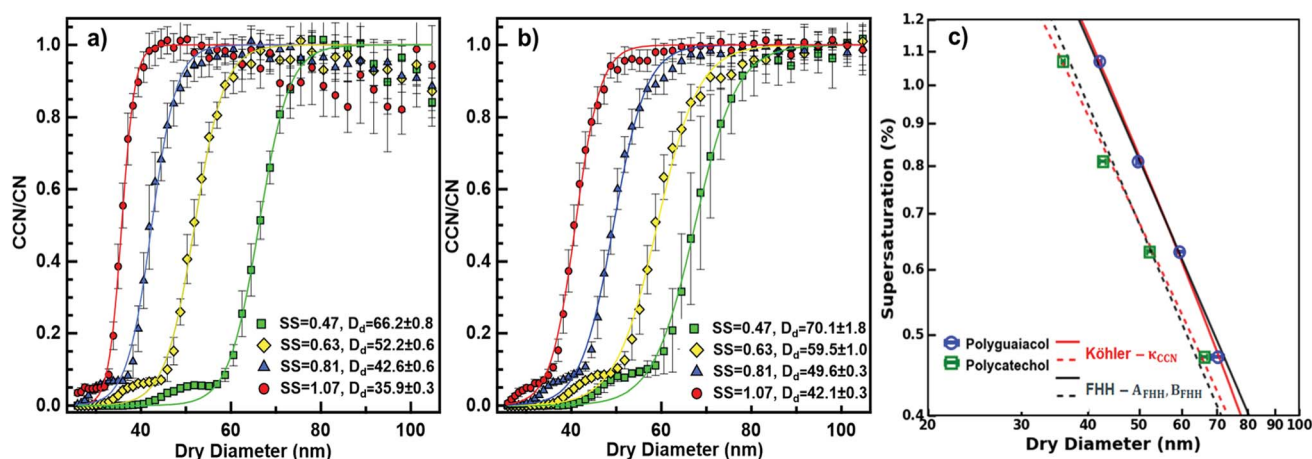 a)
CCN/CN
1.0
0.8
0.6
0.4
0.2
0.0
SS=0.47, Dd=66.2±0.8
SS=0.63, Dd=52.2±0.6
SS=0.81, Dd=42.6±0.6
SS=1.07, Dd=35.9±0.3
40 60 80 100
Dry Diameter (nm)
b)
CCN/CN
1.0
0.8
0.6
0.4
0.2
0.0
SS=0.47, Dd=70.1±1.8
SS=0.63, Dd=59.5±1.0
SS=0.81, Dd=49.6±0.3
SS=1.07, Dd=42.1±0.3
40 60 80 100
Dry Diameter (nm)
c)
Supersaturation (%)
1.2
1.1
1.0
0.9
0.8
0.7
0.6
0.5
0.4
Polyguaiacol
Polycatechol
Köhler – κCCN
FHH – AFHH, BFHH
20 30 40 50 60 70 80 90 100
Dry Diameter (nm)